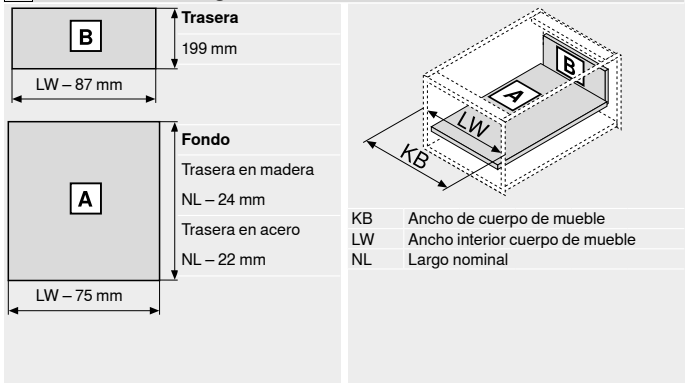 B
Trasera
199 mm
LW – 87 mm
A
Fondo
Trasera en madera
NL – 24 mm
Trasera en acero
NL – 22 mm
LW – 75 mm
B
A
LW
KB
KB Ancho de cuerpo de mueble
LW Ancho interior cuerpo de mueble
NL Largo nominal